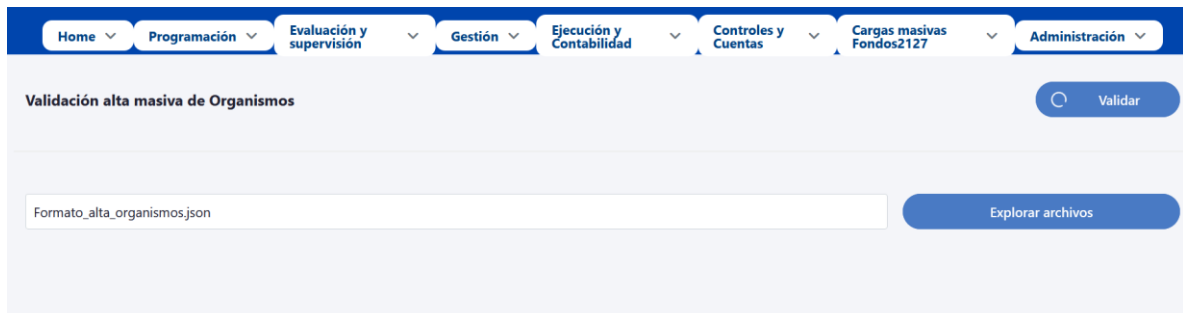 Home
Programación
Evaluación y
supervisión
Gestión
Ejecución y
Contabilidad
Controles y
Cuentas
Cargas masivas
Fondos2127
Administración
Validación alta masiva de Organismos
Validar
Formato_alta_organismos.json
Explorar archivos